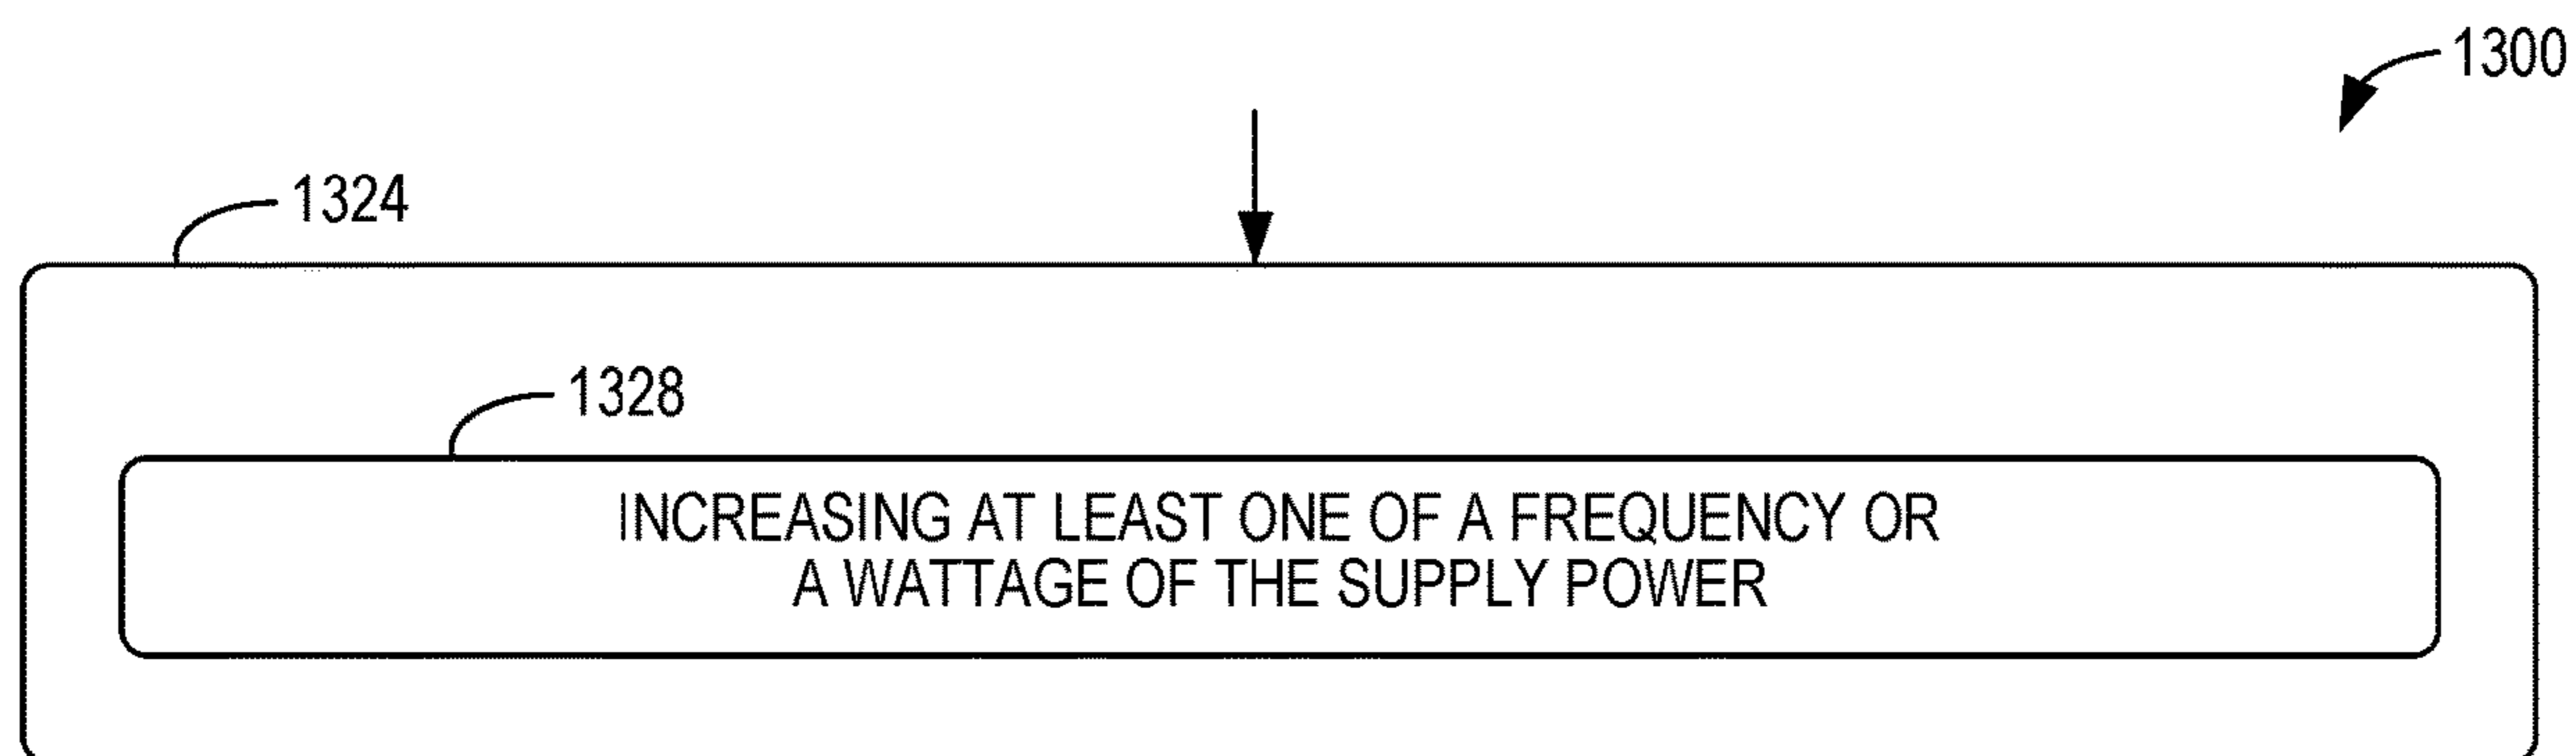 1300
1324
1328
INCREASING AT LEAST ONE OF A FREQUENCY OR
A WATTAGE OF THE SUPPLY POWER